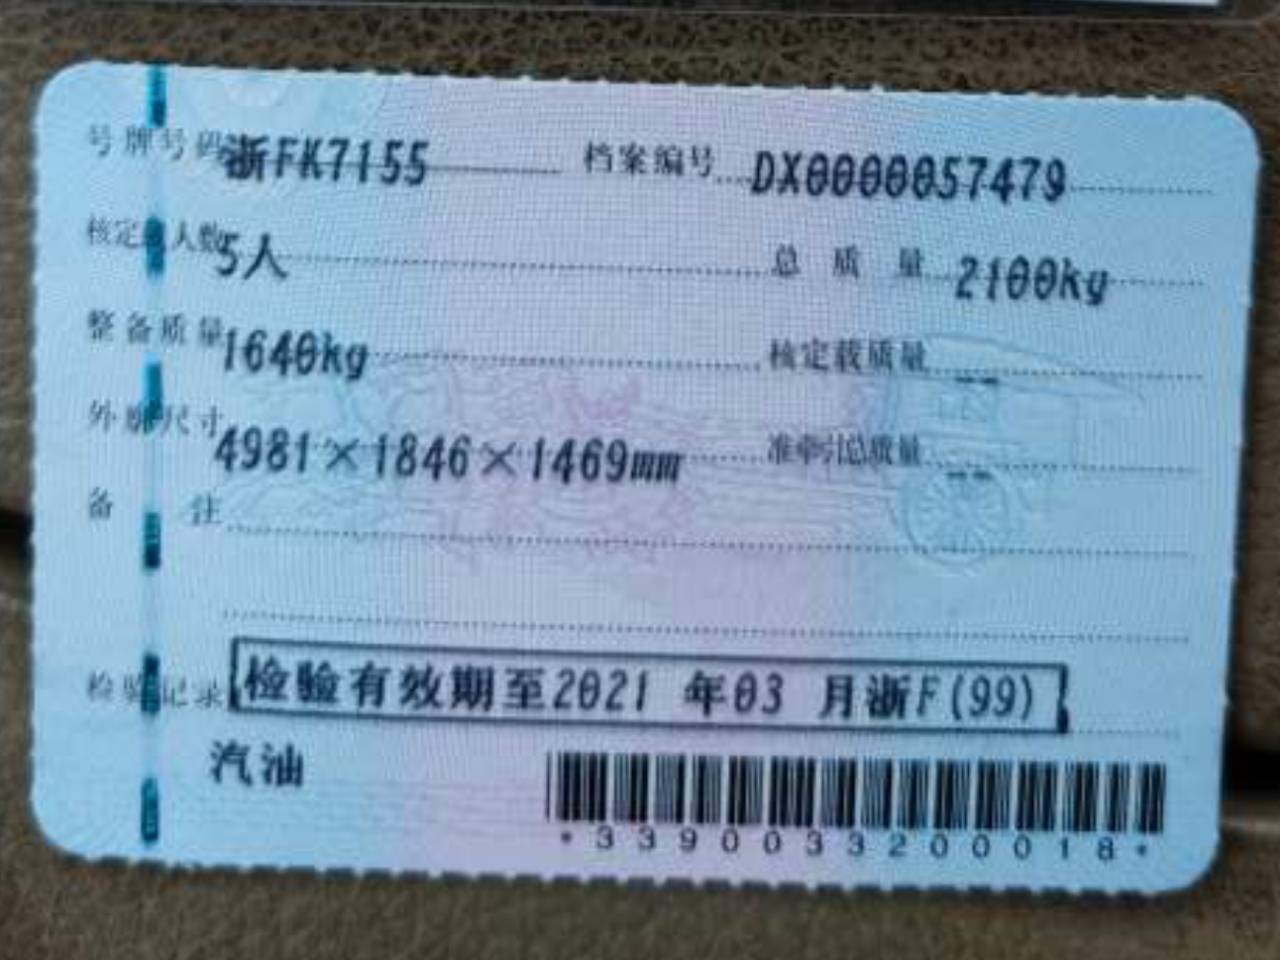 号牌号码 浙FK7155 档案编号 DX0000057479
核定载人数 5人 总质量 2100kg
整备质量 1640kg 核定载质量 --
外廓尺寸 4981×1846×1469mm 准牵引总质量 --
备注
检验记录 检验有效期至2021 年03 月浙F(99)
汽油
*3390033200018*